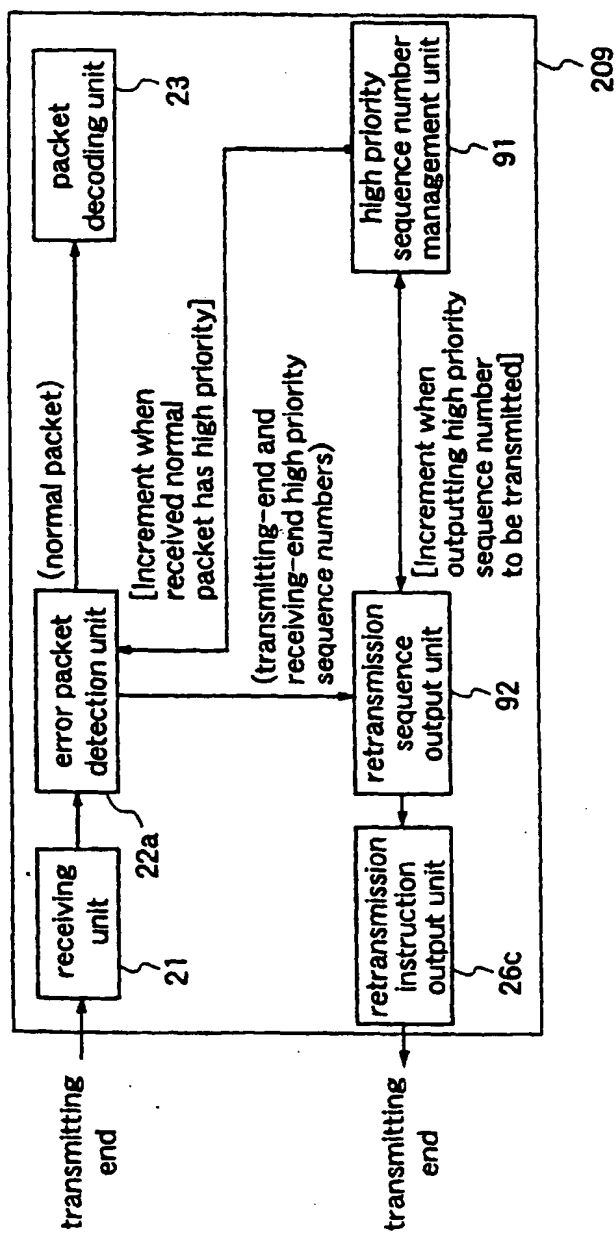 transmitting
end
receiving
unit
21
error packet
detection unit
22a
(normal packet)
packet
decoding unit
23
[Increment when
received normal
packet has high priority]
(transmitting-end and
receiving-end high priority
sequence numbers)
transmitting
end
retransmission
instruction
output unit
26c
retransmission
sequence
output unit
92
[Increment when
outputting high priority
sequence number
to be transmitted]
high priority
sequence number
management unit
91
209